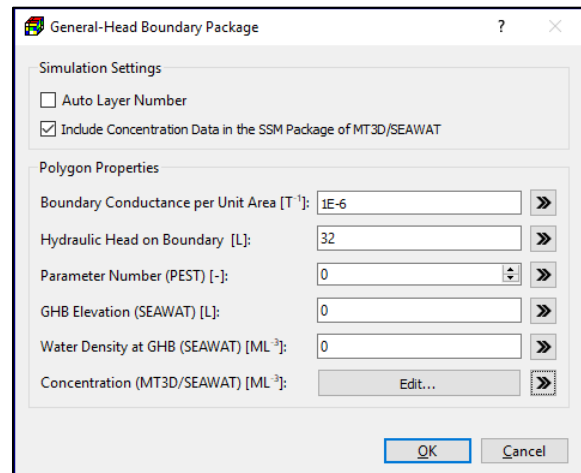 General-Head Boundary Package ?
Simulation Settings
Auto Layer Number
Include Concentration Data in the SSM Package of MT3D/SEAWAT
Polygon Properties
Boundary Conductance per Unit Area [T⁻¹]: 1E-6
Hydraulic Head on Boundary [L]: 32
Parameter Number (PEST) [-]: 0
GHB Elevation (SEAWAT) [L]: 0
Water Density at GHB (SEAWAT) [ML⁻³]: 0
Concentration (MT3D/SEAWAT) [ML⁻³]: Edit...
OK Cancel